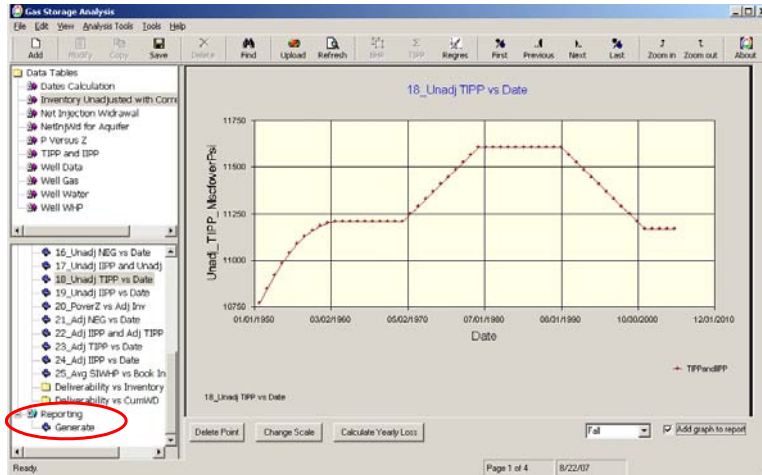 Gas Storage Analysis
File Edit View Analysis Tools Tools Help
Add Modify Copy Save Delete Find Upload Refresh BHP TIPP Regres First Previous Next Last Zoom in Zoom out About
Data Tables
Dates Calculation
Inventory Unadjusted with Corre
Net Injection Widrawal
NetInjWd for Aquifer
P Versus Z
TIPP and IIPP
Well Data
Well Gas
Well Water
Well WHP
16_Unadj NEG vs Date
17_Unadj IIPP and Unadj
18_Unadj TIPP vs Date
19_Unadj IIPP vs Date
20_PoverZ vs Adj Inv
21_Adj NEG vs Date
22_Adj IIPP and Adj TIPP
23_Adj TIPP vs Date
24_Adj IIPP vs Date
25_Avg SIWHP vs Book In
Deliverability vs Inventory
Deliverability vs CumWD
Reporting
Generate
18_Unadj TIPP vs Date
Unadj_TIPP_MscfoverPsi
11750
11500
11250
11000
10750
01/01/1950 03/02/1960 05/02/1970 07/01/1980 08/31/1990 10/30/2000 12/31/2010
Date
TIPPandIIPP
18_Unadj TIPP vs Date
Delete Point Change Scale Calculate Yearly Loss Fall Add graph to report
Ready. Page 1 of 4 8/22/07